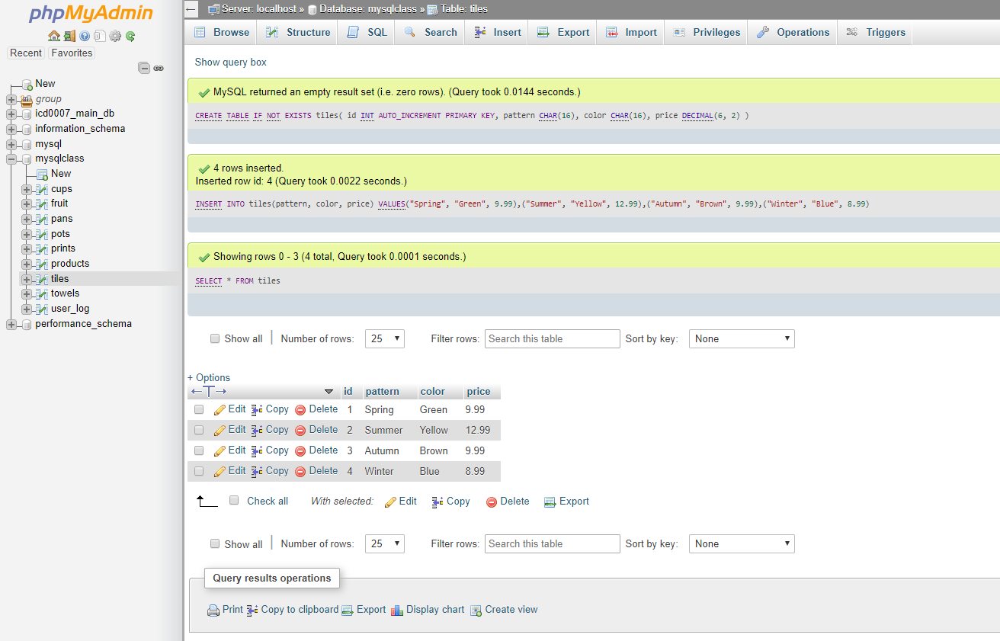 phpMyAdmin
Recent Favorites
New
group
icd0007_main_db
information_schema
mysql
mysqlclass
New
cups
fruit
pans
pots
prints
products
tiles
towels
user_log
performance_schema
Server: localhost » Database: mysqlclass » Table: tiles
Browse Structure SQL Search Insert Export Import Privileges Operations Triggers
Show query box
MySQL returned an empty result set (i.e. zero rows). (Query took 0.0144 seconds.)
CREATE TABLE IF NOT EXISTS tiles( id INT AUTO_INCREMENT PRIMARY KEY, pattern CHAR(16), color CHAR(16), price DECIMAL(6, 2) )
4 rows inserted.
Inserted row id: 4 (Query took 0.0022 seconds.)
INSERT INTO tiles(pattern, color, price) VALUES("Spring", "Green", 9.99),("Summer", "Yellow", 12.99),("Autumn", "Brown", 9.99),("Winter", "Blue", 8.99)
Showing rows 0 - 3 (4 total, Query took 0.0001 seconds.)
SELECT * FROM tiles
Show all | Number of rows: 25 Filter rows: Search this table Sort by key: None
+ Options
←T→ id pattern color price
Edit Copy Delete 1 Spring Green 9.99
Edit Copy Delete 2 Summer Yellow 12.99
Edit Copy Delete 3 Autumn Brown 9.99
Edit Copy Delete 4 Winter Blue 8.99
Check all With selected: Edit Copy Delete Export
Show all | Number of rows: 25 Filter rows: Search this table Sort by key: None
Query results operations
Print Copy to clipboard Export Display chart Create view